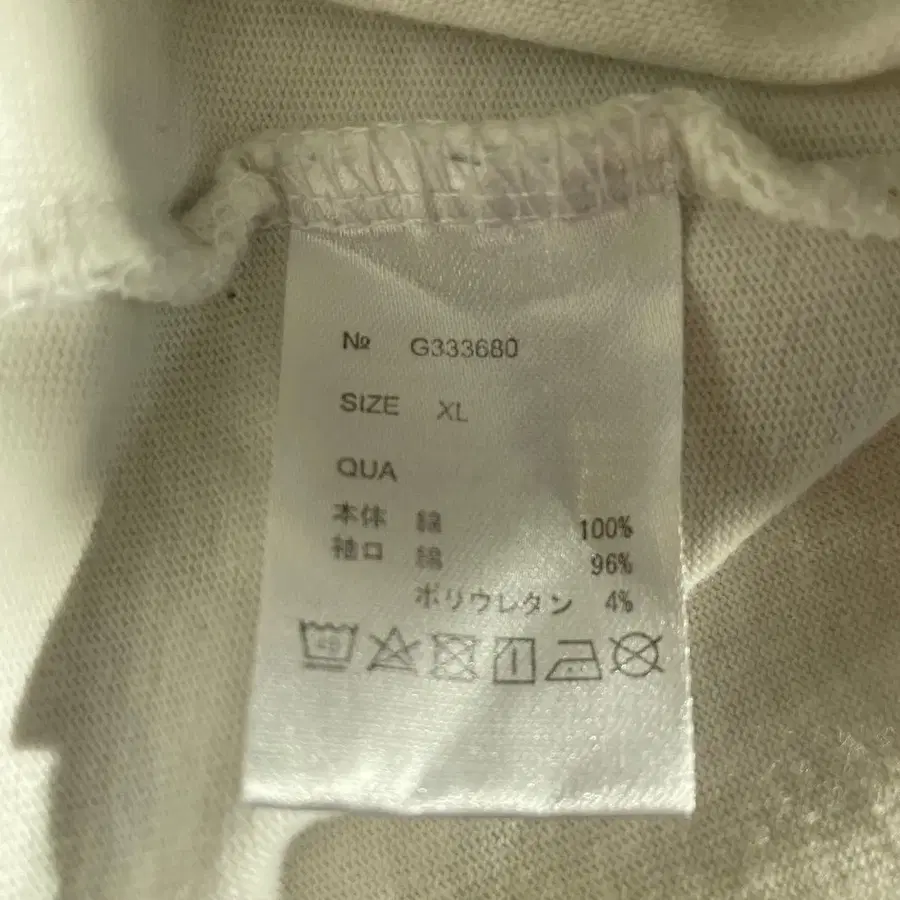 № G333680
SIZE XL
QUA
本体 綿 100%
袖口 綿 96%
ポリウレタン 4%
40